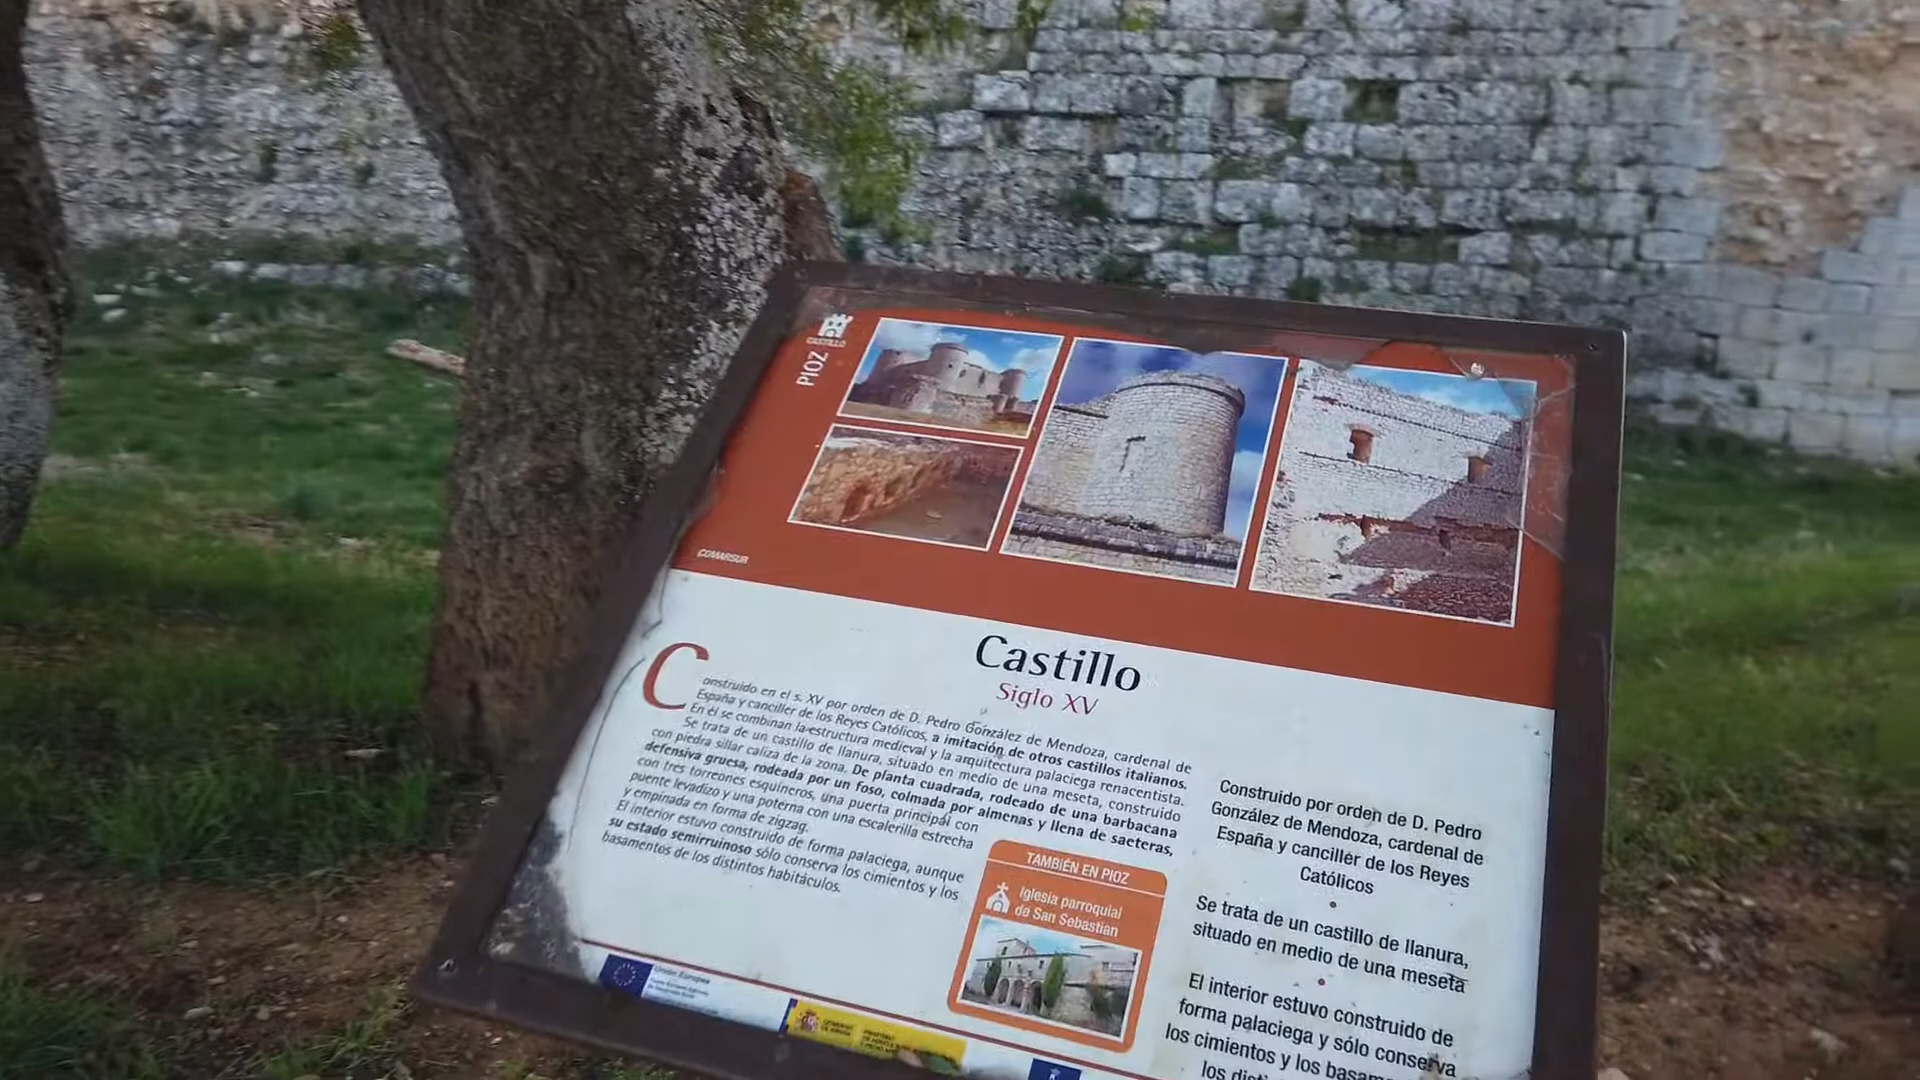 CASTILLO
PIOZ
COMARSUR
Castillo
Siglo XV
Construido en el s. XV por orden de D. Pedro González de Mendoza, cardenal de
España y canciller de los Reyes Católicos, a imitación de otros castillos italianos.
En él se combinan la estructura medieval y la arquitectura palaciega renacentista.
Se trata de un castillo de llanura, situado en medio de una meseta, construido
con piedra sillar caliza de la zona. De planta cuadrada, rodeado de una barbacana
defensiva gruesa, rodeada por un foso, colmada por almenas y llena de saeteras,
con tres torreones esquineros, una puerta principal con
puente levadizo y una poterna con una escalerilla estrecha
y empinada en forma de zigzag.
El interior estuvo construido de forma palaciega, aunque
su estado semirruinoso sólo conserva los cimientos y los
basamentos de los distintos habitáculos.
TAMBIÉN EN PIOZ
Iglesia parroquial
de San Sebastian
Construido por orden de D. Pedro
González de Mendoza, cardenal de
España y canciller de los Reyes
Católicos
Se trata de un castillo de llanura,
situado en medio de una meseta
El interior estuvo construido de
forma palaciega y sólo conserva
los cimientos y los
los
Unión Europea